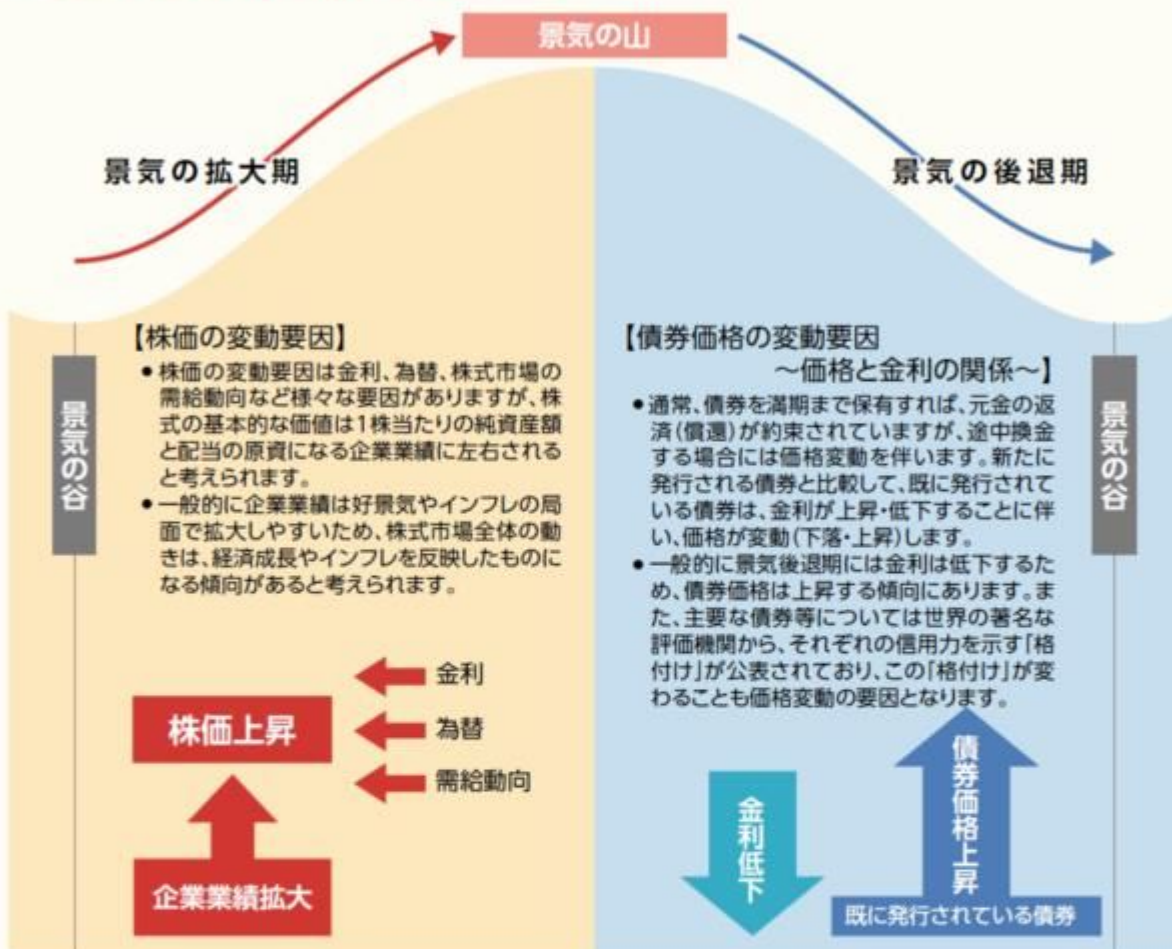 景気の山
景気の拡大期
景気の後退期
景気の谷
【株価の変動要因】
●株価の変動要因は金利、為替、株式市場の
需給動向など様々な要因がありますが、株
式の基本的な価値は1株当たりの純資産額
と配当の原資になる企業業績に左右される
と考えられます。
●一般的に企業業績は好景気やインフレの局
面で拡大しやすいため、株式市場全体の動
きは、経済成長やインフレを反映したものに
なる傾向があると考えられます。
金利
株価上昇
為替
需給動向
企業業績拡大
【債券価格の変動要因
～価格と金利の関係～】
●通常、債券を満期まで保有すれば、元金の返
済(償還)が約束されていますが、途中換金
する場合には価格変動を伴います。新たに
発行される債券と比較して、既に発行されて
いる債券は、金利が上昇・低下することに伴
い、価格が変動(下落・上昇)します。
●一般的に景気後退期には金利は低下するた
め、債券価格は上昇する傾向にあります。ま
た、主要な債券等については世界の著名な
評価機関から、それぞれの信用力を示す「格
付け」が公表されており、この「格付け」が変
わることも価格変動の要因となります。
金利低下
債券価格上昇
既に発行されている債券
景気の谷